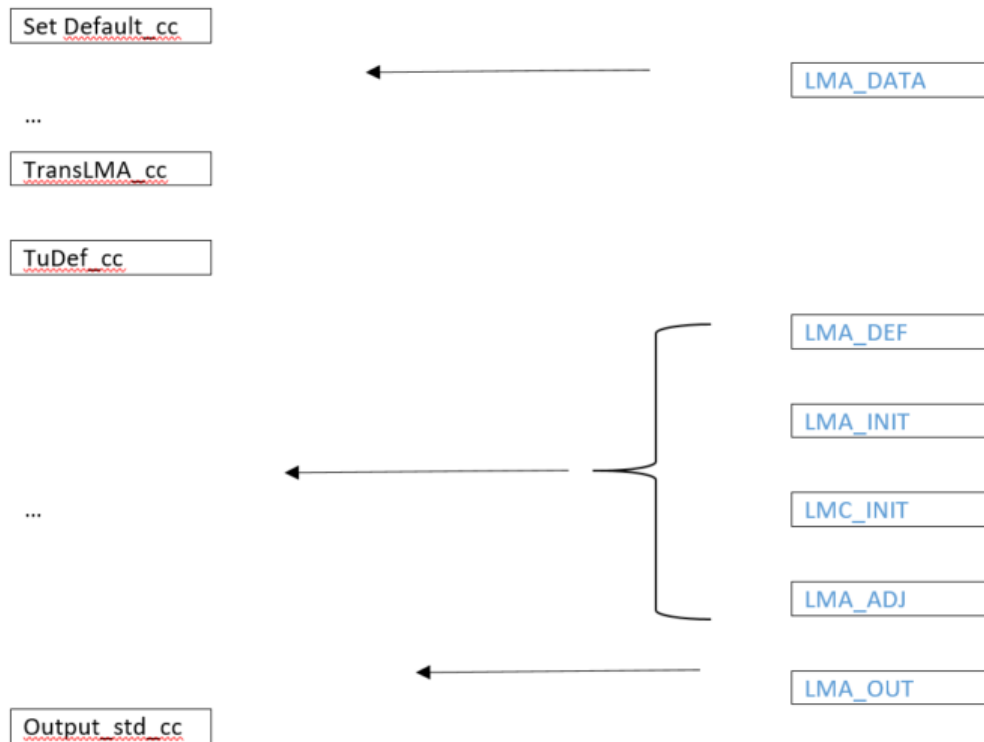 Set Default_cc
LMA_DATA
...
TransLMA_cc
TuDef_cc
LMA_DEF
LMA_INIT
LMC_INIT
...
LMA_ADJ
LMA_OUT
Output_std_cc